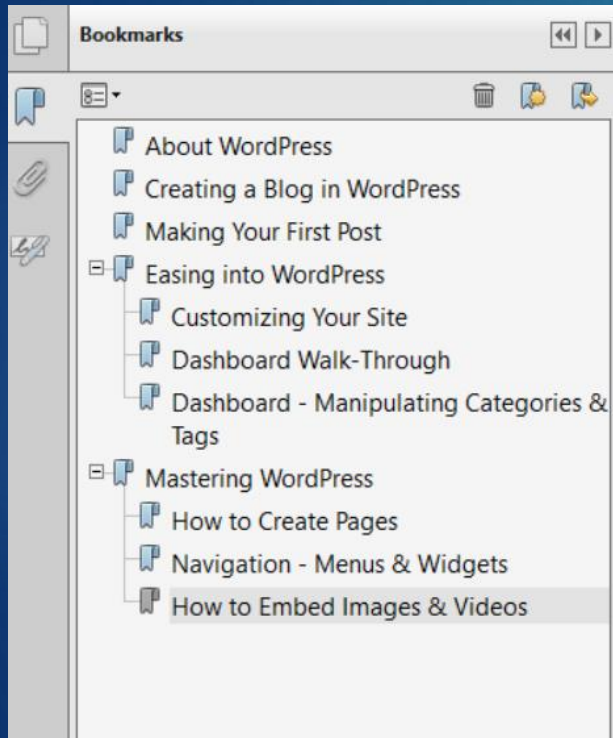 Bookmarks
About WordPress
Creating a Blog in WordPress
Making Your First Post
Easing into WordPress
Customizing Your Site
Dashboard Walk-Through
Dashboard - Manipulating Categories &
Tags
Mastering WordPress
How to Create Pages
Navigation - Menus & Widgets
How to Embed Images & Videos